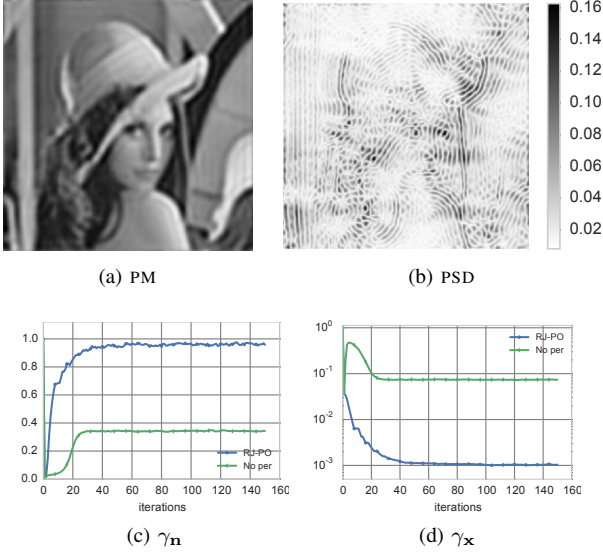 0.16
0.14
0.12
0.10
0.08
0.06
0.04
0.02
(a) PM
(b) PSD
1.0
0.8
0.6
0.4
0.2
0.0
0 20 40 60 80 100 120 140 160
iterations
RJ-PO
No per
(c) γn
10^0
10^-1
10^-2
10^-3
0 20 40 60 80 100 120 140 160
iterations
RJ-PO
No per
(d) γx